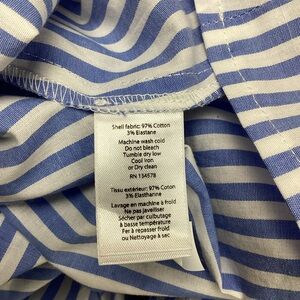 Shell fabric: 97% Cotton
3% Elastane
Machine wash cold
Do not bleach
Tumble dry low
Cool iron
or Dry clean
RN 134578
Tissu extérieur: 97% Coton
3% Élasthanne
Lavage en machine à froid
Ne pas javelliser
Sécher par culbutage
à basse température
Fer à repasser à froid
ou Nettoyage à sec